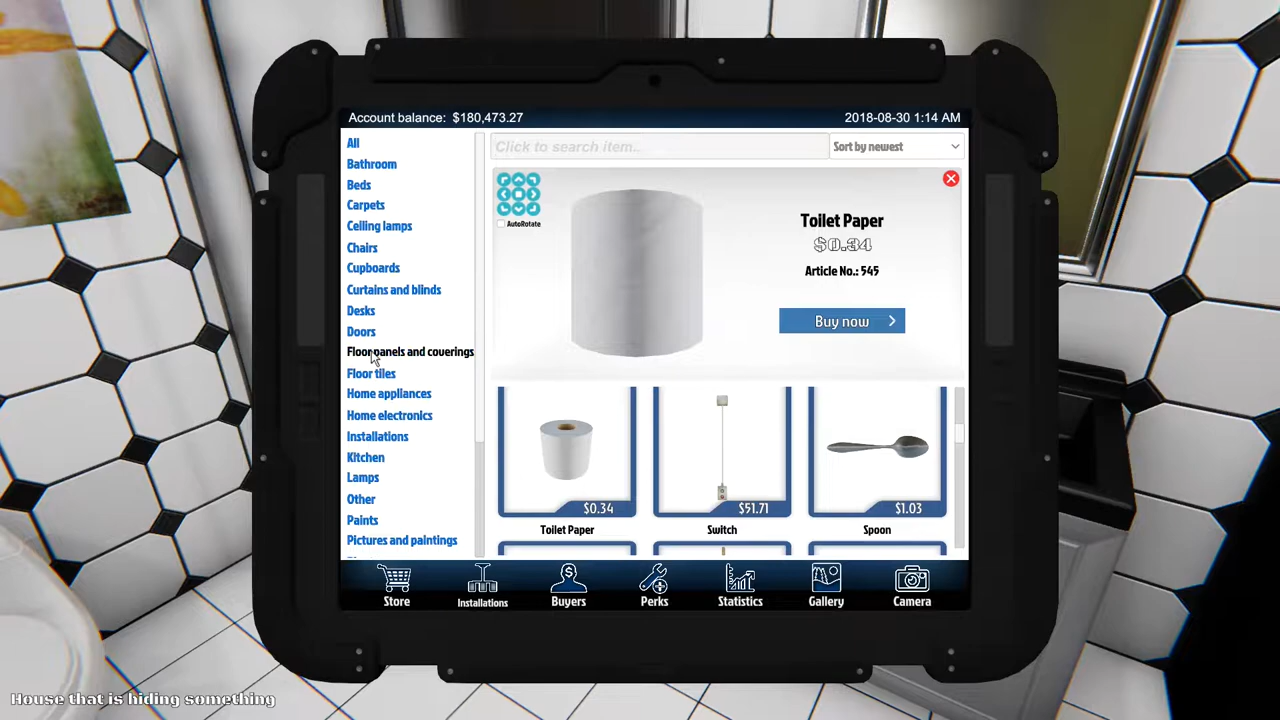 Account balance: $180,473.27
2018-08-30 1:14 AM
All
Bathroom
Beds
Carpets
Ceiling lamps
Chairs
Cupboards
Curtains and blinds
Desks
Doors
Floor panels and coverings
Floor tiles
Home appliances
Home electronics
Installations
Kitchen
Lamps
Other
Paints
Pictures and paintings
Click to search item...
Sort by newest
AutoRotate
Toilet Paper
$0.34
Article No.: 545
Buy now
$0.34
$51.71
$1.03
Toilet Paper
Switch
Spoon
Store
Installations
Buyers
Perks
Statistics
Gallery
Camera
House that is hiding something